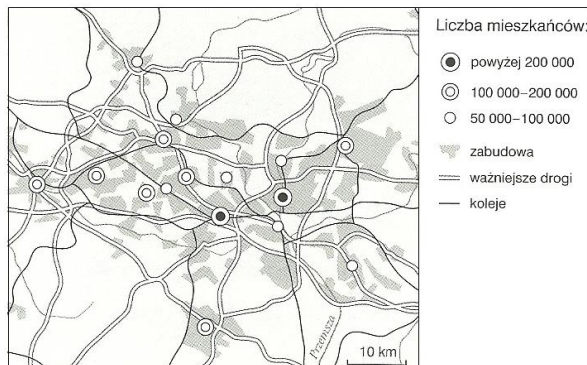 Liczba mieszkańców:
powyżej 200 000
100 000–200 000
50 000–100 000
zabudowa
ważniejsze drogi
koleje
Przemsza
10 km